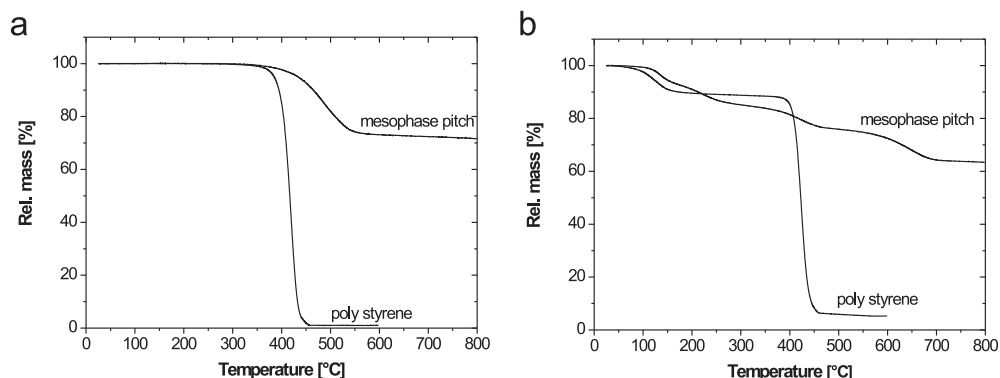 a
100
80
60
40
20
0
Rel. mass [%]
mesophase pitch
poly styrene
0 100 200 300 400 500 600 700 800
Temperature [°C]
b
100
80
60
40
20
0
Rel. mass [%]
mesophase pitch
poly styrene
0 100 200 300 400 500 600 700 800
Temperature [°C]